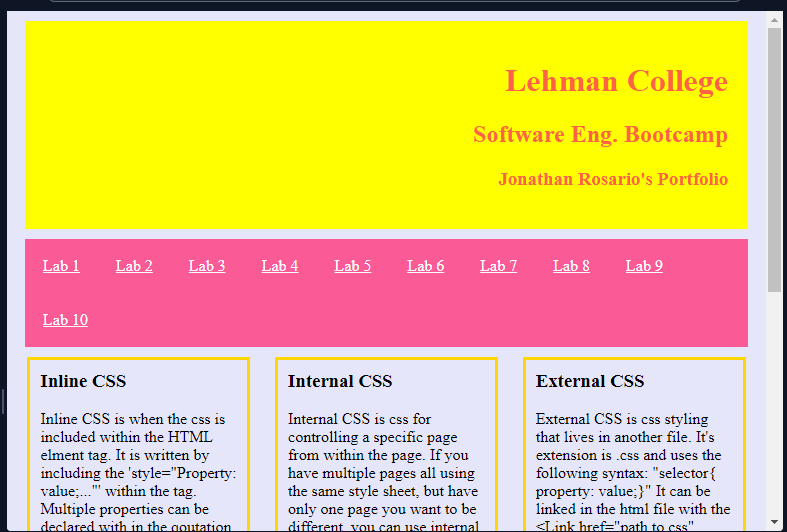 Lehman College
Software Eng. Bootcamp
Jonathan Rosario's Portfolio
Lab 1 Lab 2 Lab 3 Lab 4 Lab 5 Lab 6 Lab 7 Lab 8 Lab 9
Lab 10
Inline CSS
Inline CSS is when the css is
included within the HTML
elment tag. It is written by
including the 'style="Property:
value;..."' within the tag.
Multiple properties can be
declared with in the qoutation
Internal CSS
Internal CSS is css for
controlling a specific page
from within the page. If you
have multiple pages all using
the same style sheet, but have
only one page you want to be
different, you can use internal
External CSS
External CSS is css styling
that lives in another file. It's
extension is .css and uses the
following syntax: "selector{
property: value;}" It can be
linked in the html file with the
<Link href="path to css"